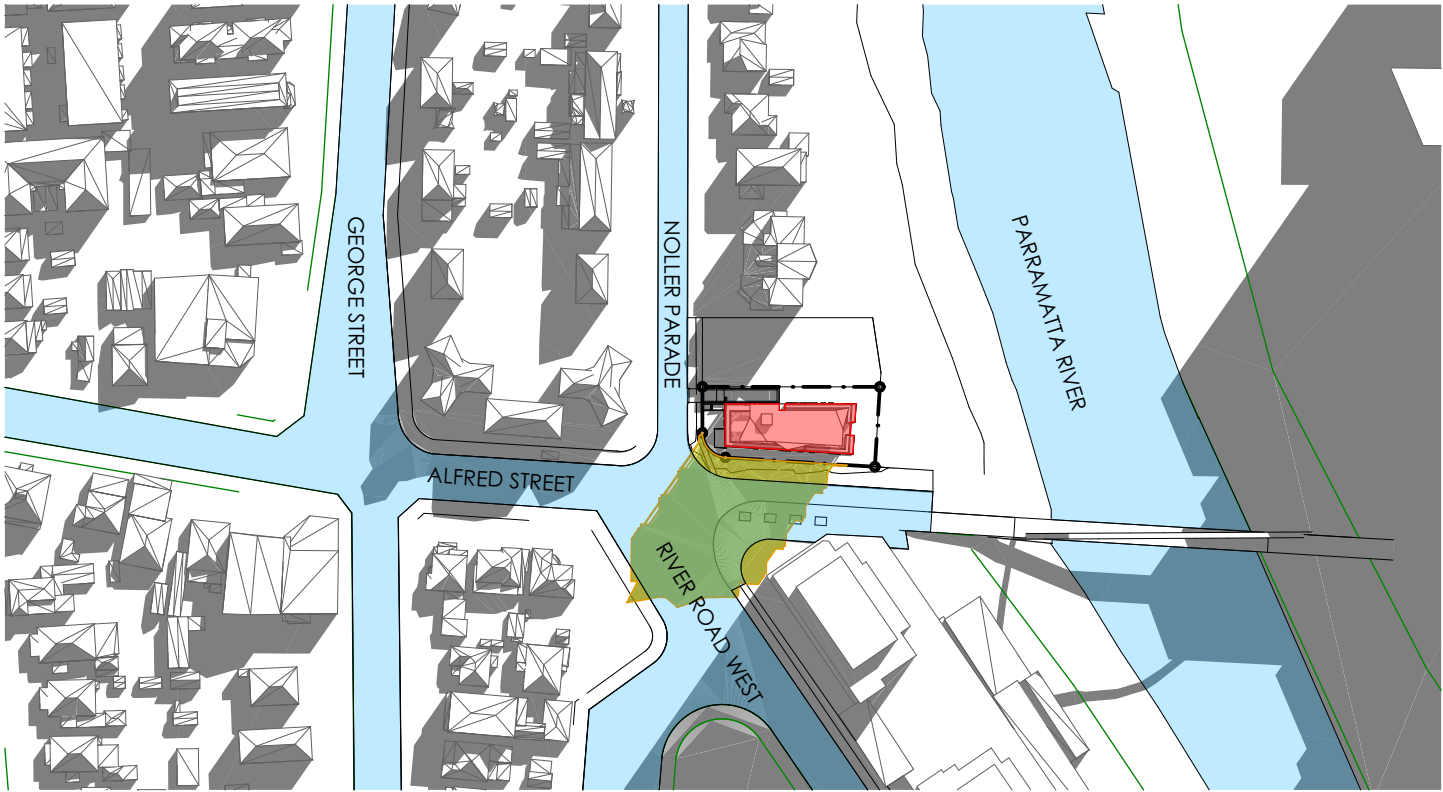 GEORGE STREET
NOLLER PARADE
PARRAMATTA RIVER
ALFRED STREET
RIVER ROAD WEST